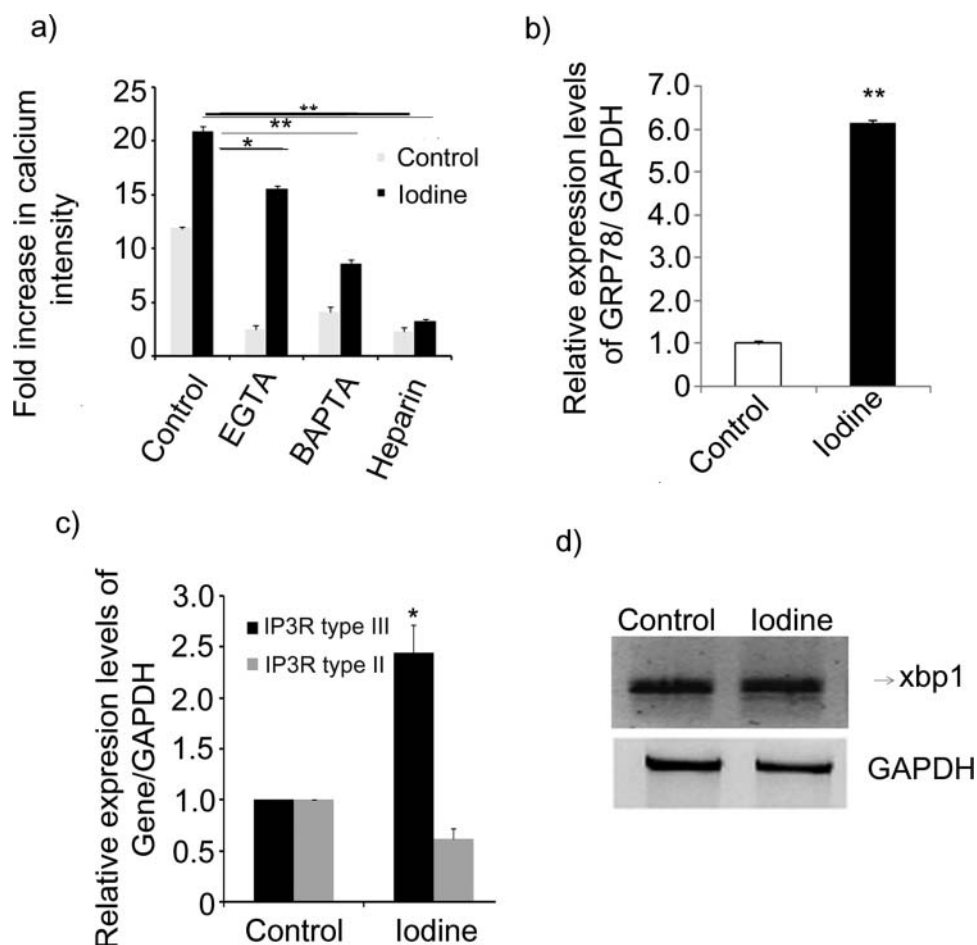 a)
Fold increase in calcium
intensity
25
20
15
10
5
0
**
**
*
Control
Iodine
Control
EGTA
BAPTA
Heparin
b)
Relative expression levels
of GRP78/ GAPDH
7.0
6.0
5.0
4.0
3.0
2.0
1.0
0
**
Control
Iodine
c)
Relative expresion levels of
Gene/GAPDH
3.0
2.5
2.0
1.5
1.0
0.5
0
IP3R type III
IP3R type II
*
Control
Iodine
d)
Control Iodine
→xbp1
GAPDH